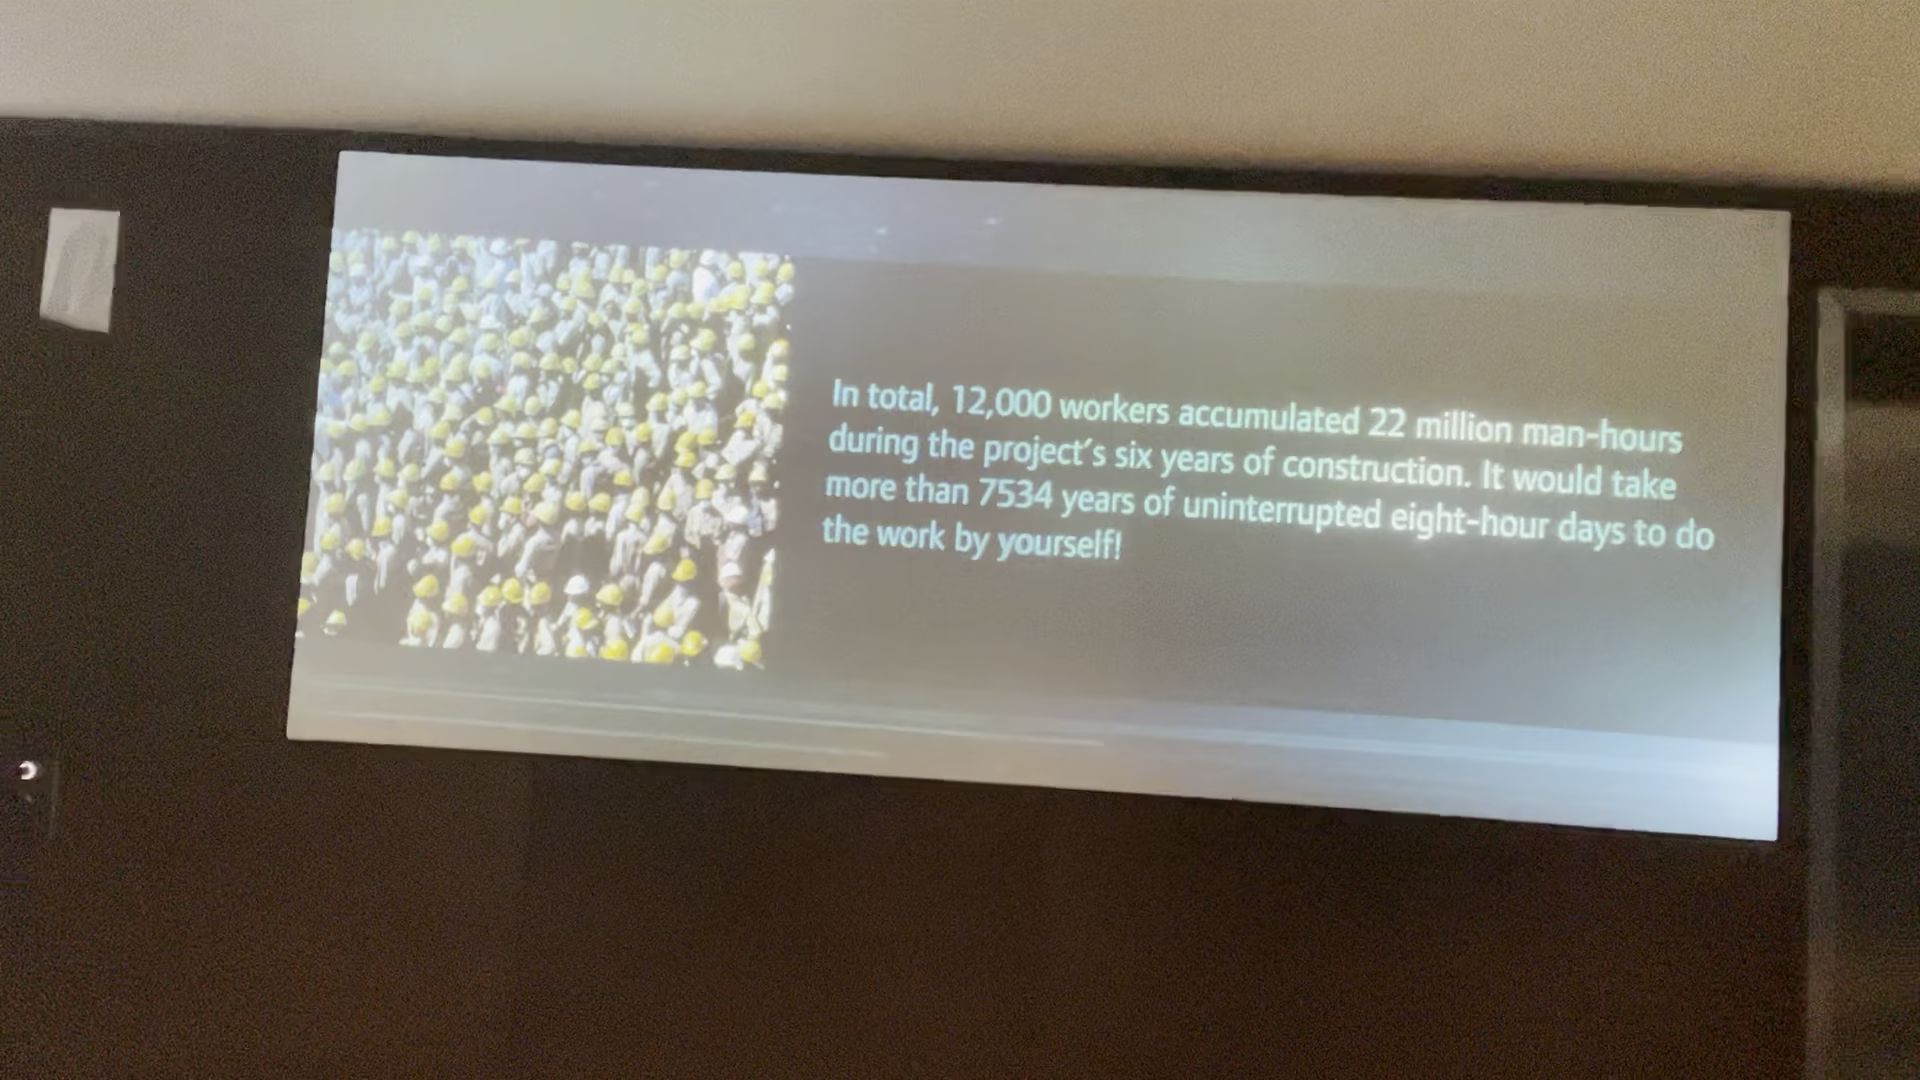 In total, 12,000 workers accumulated 22 million man-hours
during the project's six years of construction. It would take
more than 7534 years of uninterrupted eight-hour days to do
the work by yourself!